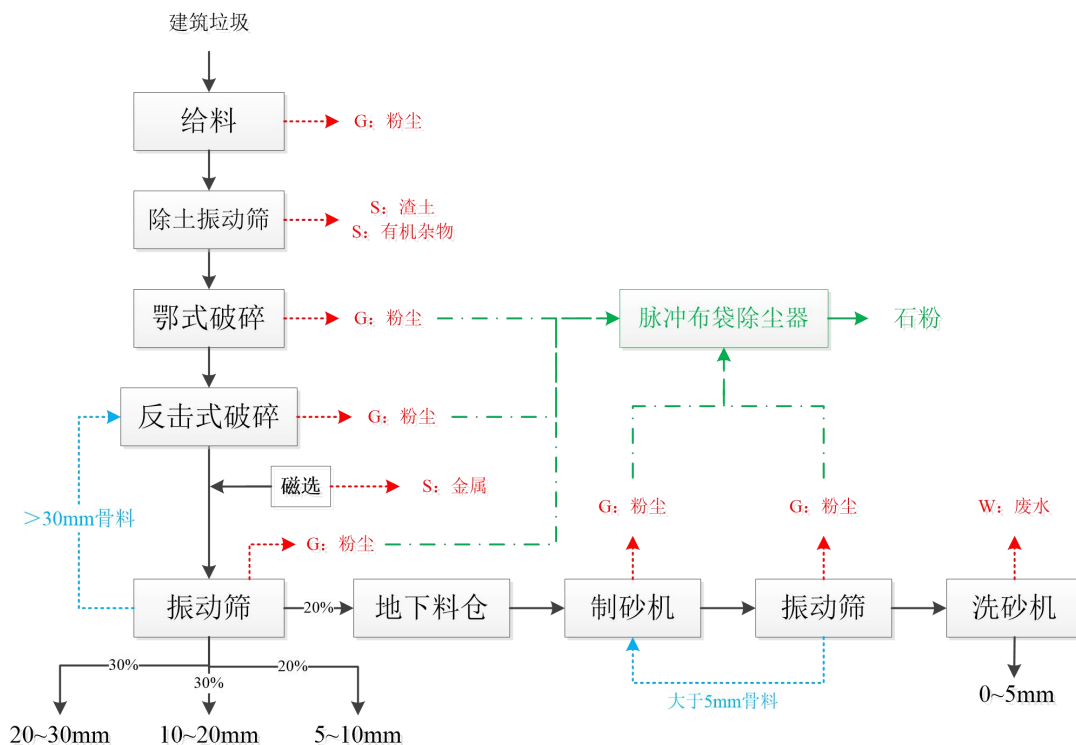 建筑垃圾
给料
G：粉尘
除土振动筛
S：渣土
S：有机杂物
鄂式破碎
G：粉尘
脉冲布袋除尘器
石粉
反击式破碎
G：粉尘
磁选
S：金属
＞30mm骨料
G：粉尘
G：粉尘
G：粉尘
W：废水
振动筛
20%
地下料仓
制砂机
振动筛
洗砂机
30%
30%
20%
大于5mm骨料
0~5mm
20~30mm
10~20mm
5~10mm